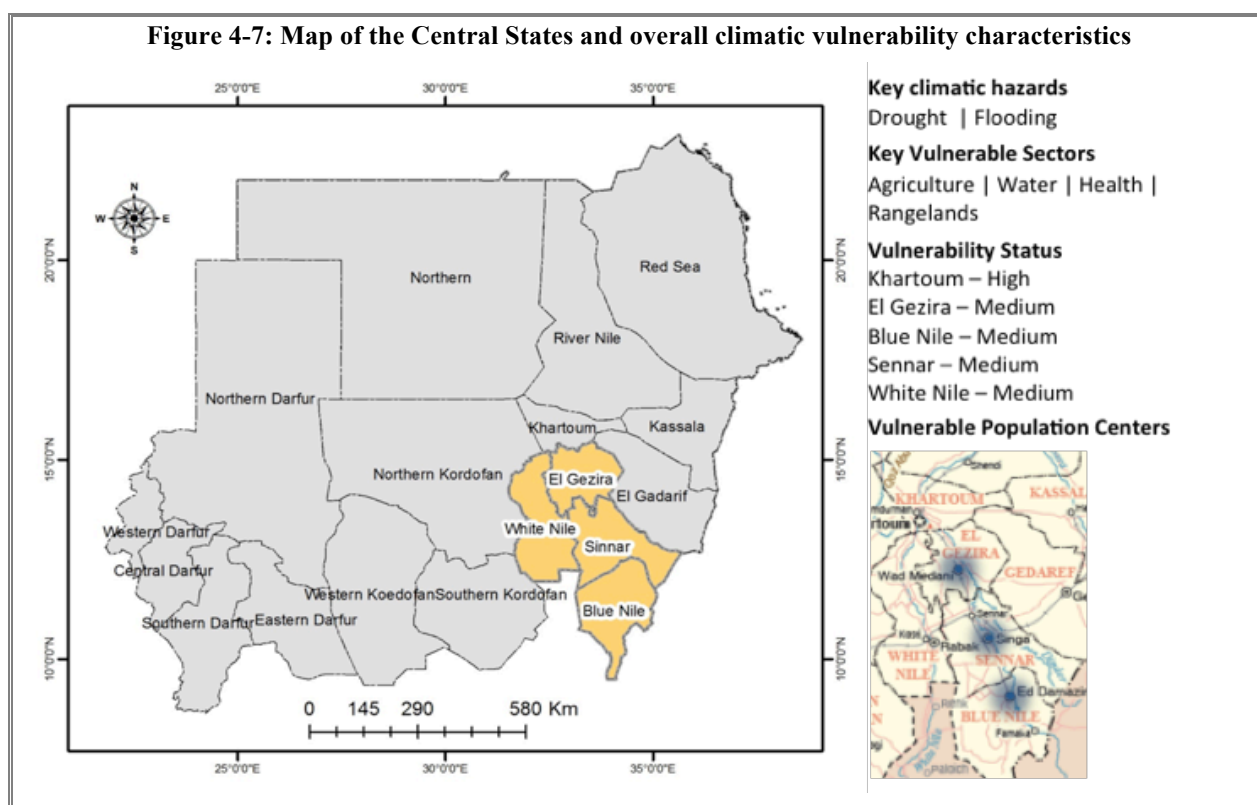 Figure 4-7: Map of the Central States and overall climatic vulnerability characteristics
25°0'0"E
30°0'0"E
35°0'0"E
N
W
E
S
20°0'0"N
20°0'0"N
15°0'0"N
15°0'0"N
10°0'0"N
10°0'0"N
Northern
Red Sea
River Nile
Northern Darfur
Khartoum
Kassala
Northern Kordofan
El Gezira
El Gadarif
White Nile
Sinnar
Western Darfur
Central Darfur
Western Koedofan
Southern Kordofan
Blue Nile
Southern Darfur
Eastern Darfur
0 145 290 580 Km
25°0'0"E
30°0'0"E
35°0'0"E
Key climatic hazards
Drought | Flooding
Key Vulnerable Sectors
Agriculture | Water | Health |
Rangelands
Vulnerability Status
Khartoum – High
El Gezira – Medium
Blue Nile – Medium
Sennar – Medium
White Nile – Medium
Vulnerable Population Centers
Shendi
KHARTOUM
KASSAL
EL
GEZIRA
Wad Medani
GEDAREF
Sennar
Rabak
Singa
WHITE
NILE
SENNAR
Ed Damazin
BLUE NILE
Famaka
White Nile